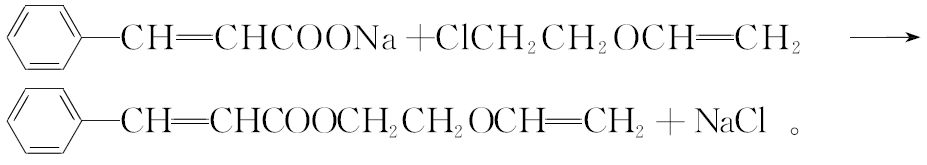 CH=CHCOONa+ClCH₂CH₂OCH=CH₂ ⟶
CH=CHCOOCH₂CH₂OCH=CH₂+NaCl 。